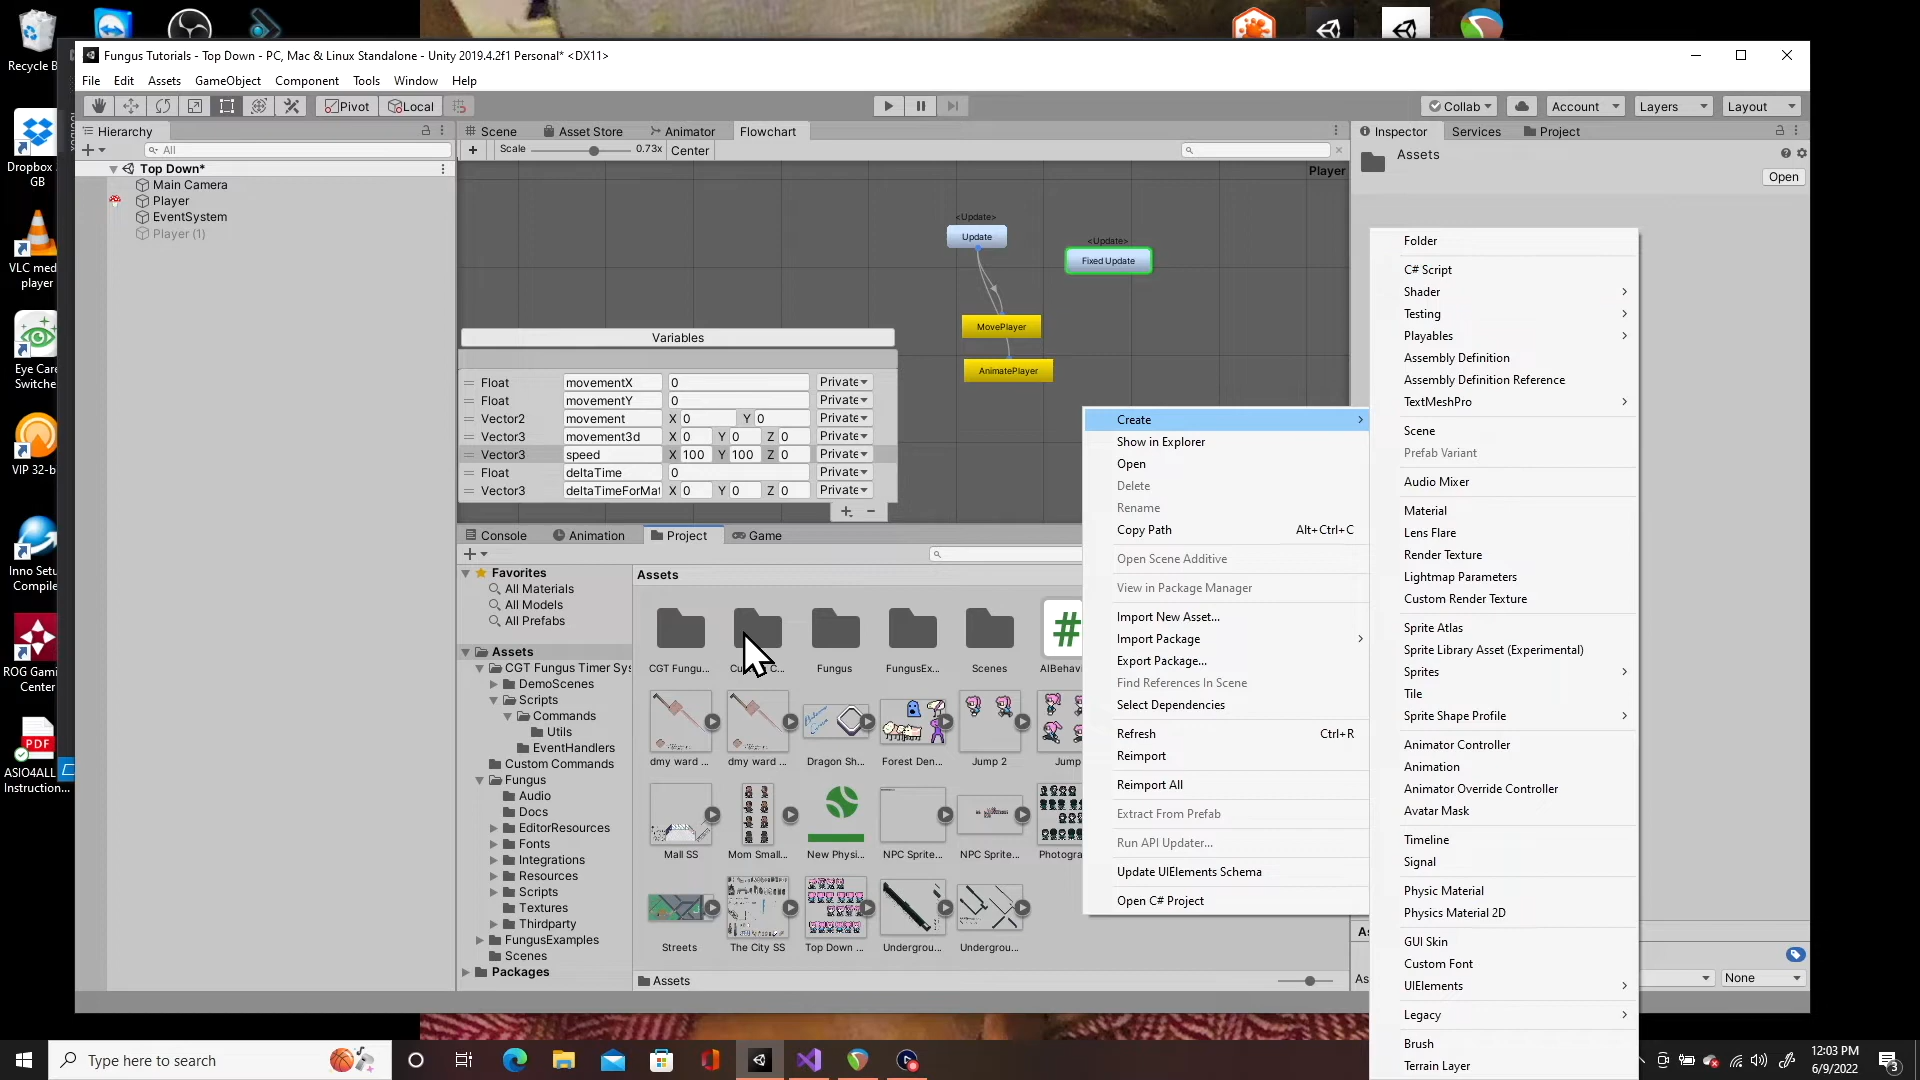 Recycle B
Dropbox
GB
VLC med
player
Eye Care
Switche
VIP 32-b
Inno Setu
Compile
ROG Gaming
Center
PDF
ASIO4ALL
Instruction...
Fungus Tutorials - Top Down - PC, Mac & Linux Standalone - Unity 2019.4.2f1 Personal* <DX11>
File Edit Assets GameObject Component Tools Window Help
Pivot Local
Collab Account Layers Layout
Hierarchy
All
Top Down*
Main Camera
Player
EventSystem
Player (1)
Scene Asset Store Animator Flowchart
Scale 0.73x Center
Player
<Update>
Update
<Update>
Fixed Update
MovePlayer
AnimatePlayer
Variables
Float movementX 0 Private
Float movementY 0 Private
Vector2 movement X 0 Y 0 Private
Vector3 movement3d X 0 Y 0 Z 0 Private
Vector3 speed X 100 Y 100 Z 0 Private
Float deltaTime 0 Private
Vector3 deltaTimeForMat X 0 Y 0 Z 0 Private
Console Animation Project Game
Favorites
All Materials
All Models
All Prefabs
Assets
CGT Fungus Timer Sys
DemoScenes
Scripts
Commands
Utils
EventHandlers
Custom Commands
Fungus
Audio
Docs
EditorResources
Fonts
Integrations
Resources
Scripts
Textures
Thirdparty
FungusExamples
Scenes
Packages
Assets
CGT Fungu... Fungus FungusEx... Scenes AIBehav
dmy ward ... dmy ward ... Dragon Sh... Forest Den... Jump 2 Jump
Mall SS Mom Small... New Physi... NPC Sprite... NPC Sprite... Photogra
Streets The City SS Top Down ... Undergrou... Undergrou...
Assets
Create
Show in Explorer
Open
Delete
Rename
Copy Path Alt+Ctrl+C
Open Scene Additive
View in Package Manager
Import New Asset...
Import Package
Export Package...
Find References In Scene
Select Dependencies
Refresh Ctrl+R
Reimport
Reimport All
Extract From Prefab
Run API Updater...
Update UIElements Schema
Open C# Project
Inspector Services Project
Assets
Open
Folder
C# Script
Shader
Testing
Playables
Assembly Definition
Assembly Definition Reference
TextMeshPro
Scene
Prefab Variant
Audio Mixer
Material
Lens Flare
Render Texture
Lightmap Parameters
Custom Render Texture
Sprite Atlas
Sprite Library Asset (Experimental)
Sprites
Tile
Sprite Shape Profile
Animator Controller
Animation
Animator Override Controller
Avatar Mask
Timeline
Signal
Physic Material
Physics Material 2D
GUI Skin
Custom Font
UIElements
Legacy
Brush
Terrain Layer
None
Type here to search
12:03 PM
6/9/2022
3